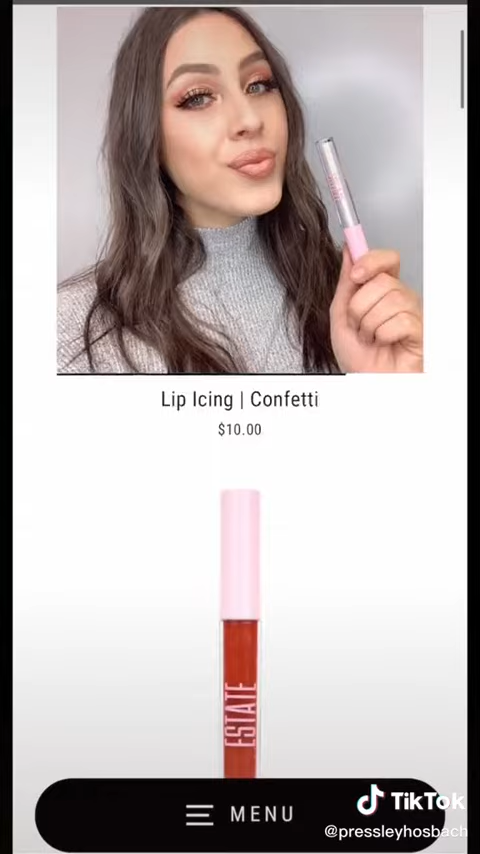 Lip Icing | Confetti
$10.00
ESTATE
MENU
TikTok
@pressleyhosbach